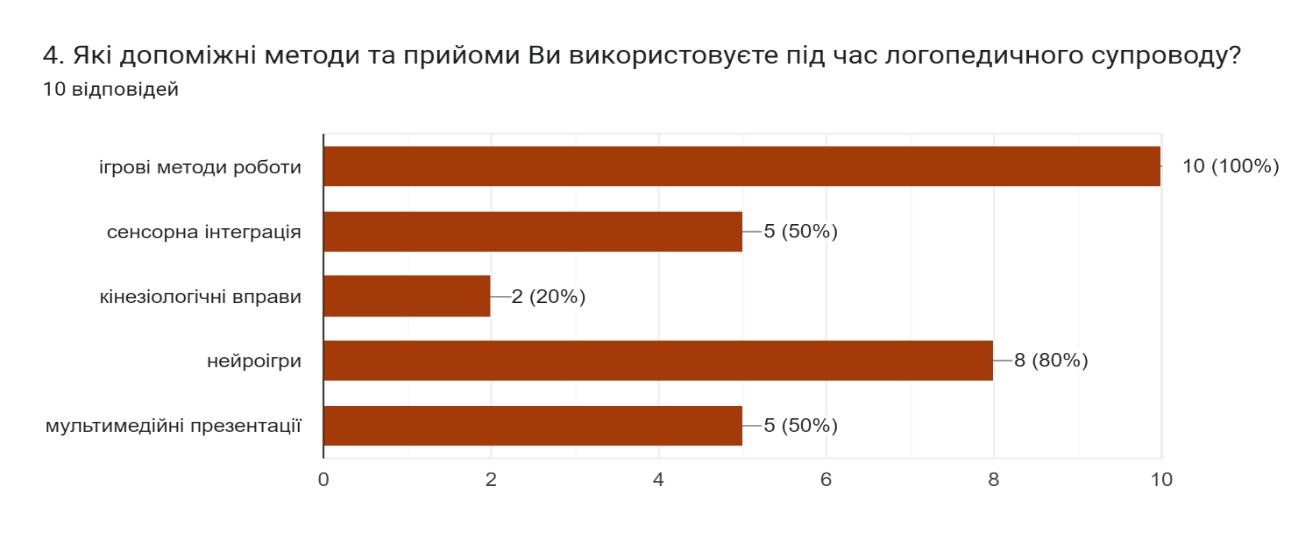 4. Які допоміжні методи та прийоми Ви використовуєте під час логопедичного супроводу?
10 відповідей
ігрові методи роботи
10 (100%)
сенсорна інтеграція
5 (50%)
кінезіологічні вправи
2 (20%)
нейроігри
8 (80%)
мультимедійні презентації
5 (50%)
0 2 4 6 8 10